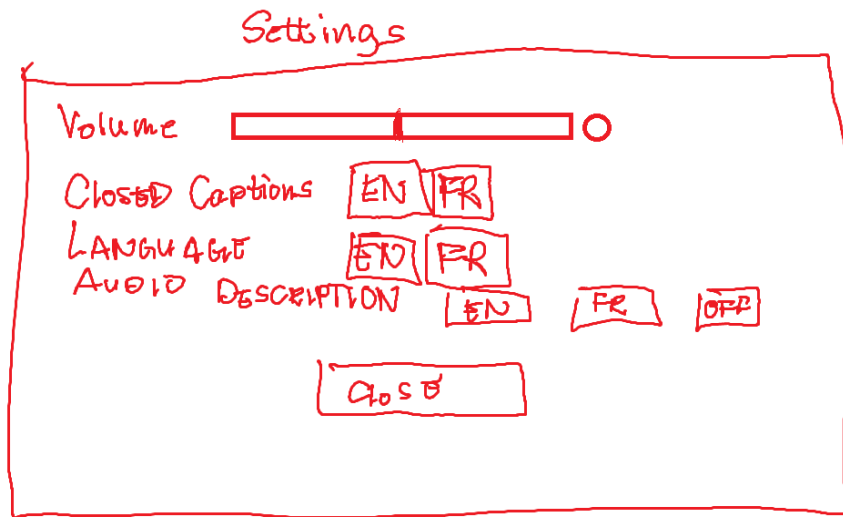 Settings
Volume
Closed Captions EN FR
LANGUAGE EN FR
AUDIO DESCRIPTION EN FR OFF
Close